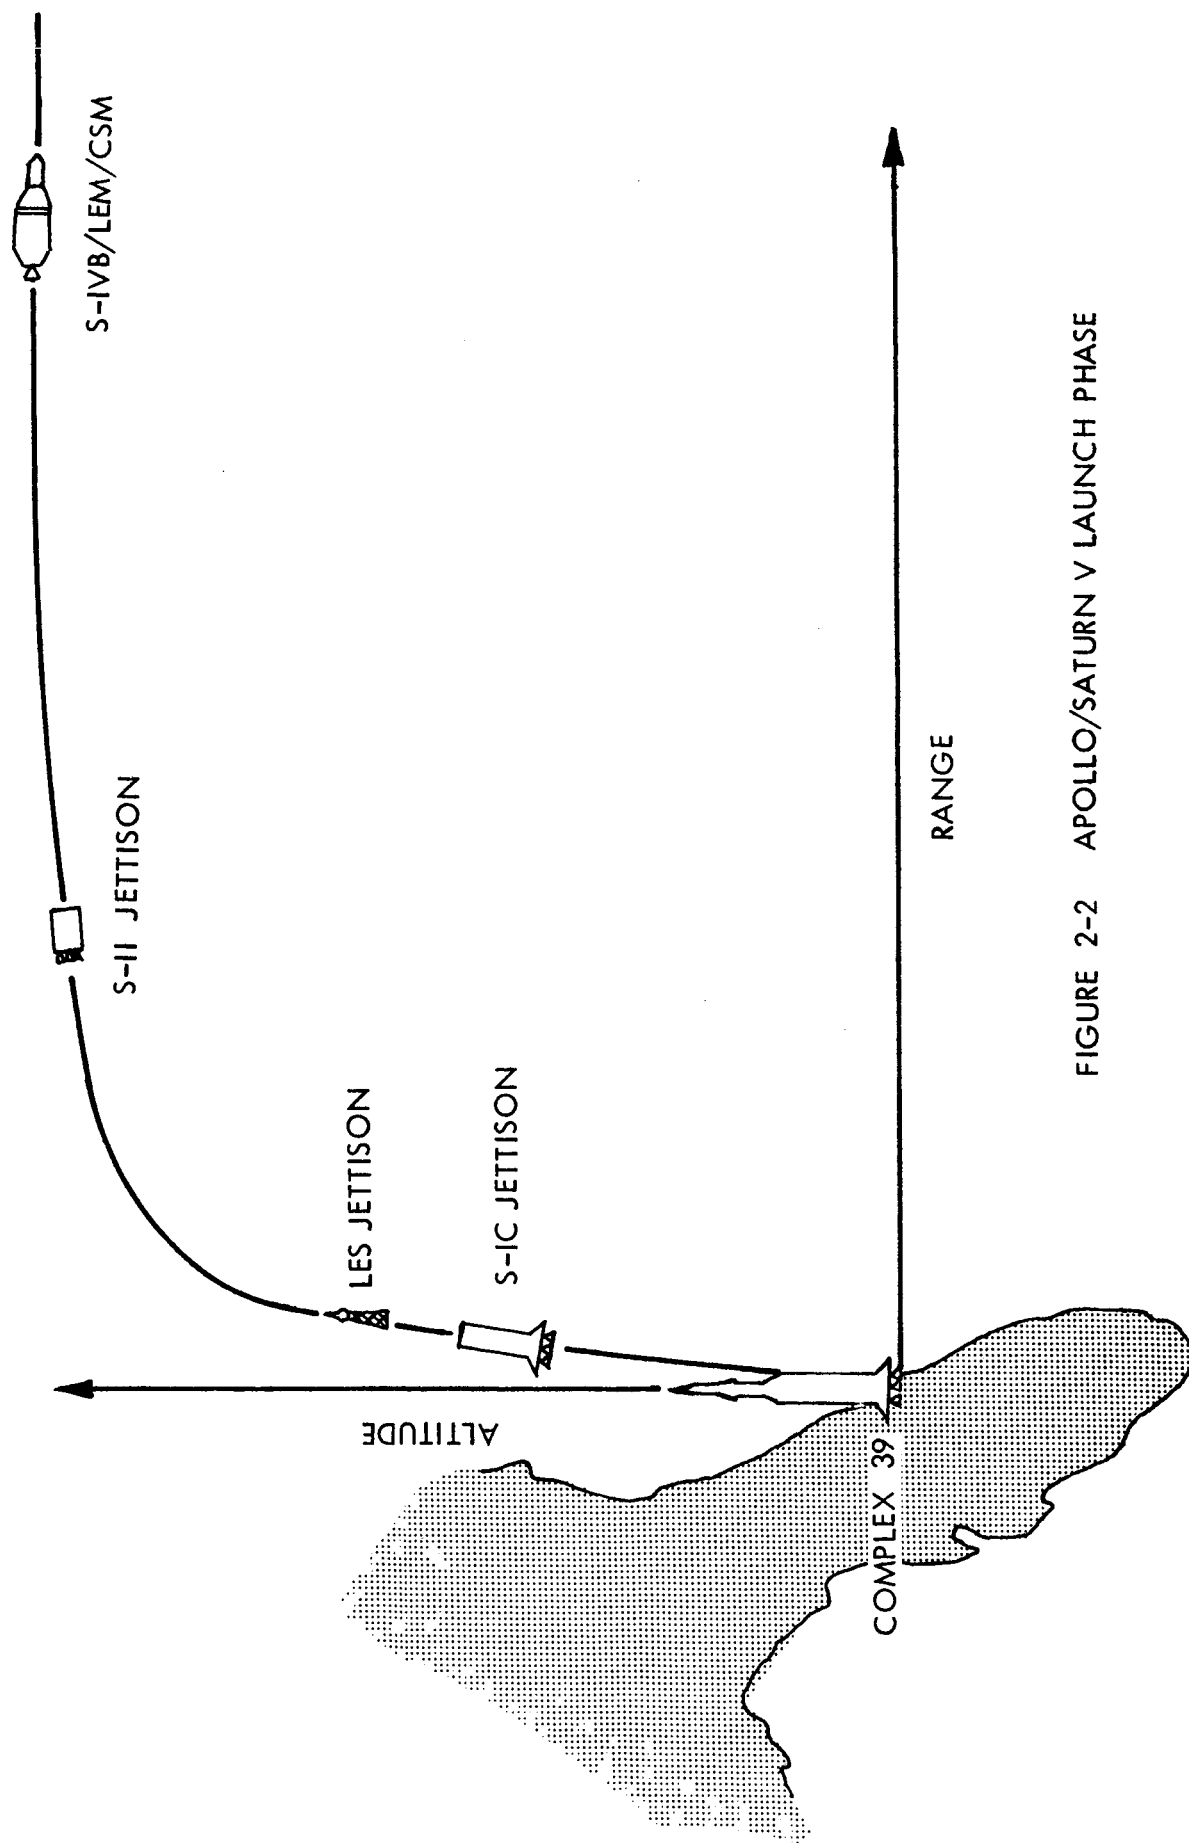 S-IVB/LEM/CSM
S-II JETTISON
LES JETTISON
S-IC JETTISON
ALTITUDE
COMPLEX 39
RANGE
FIGURE 2-2 APOLLO/SATURN V LAUNCH PHASE